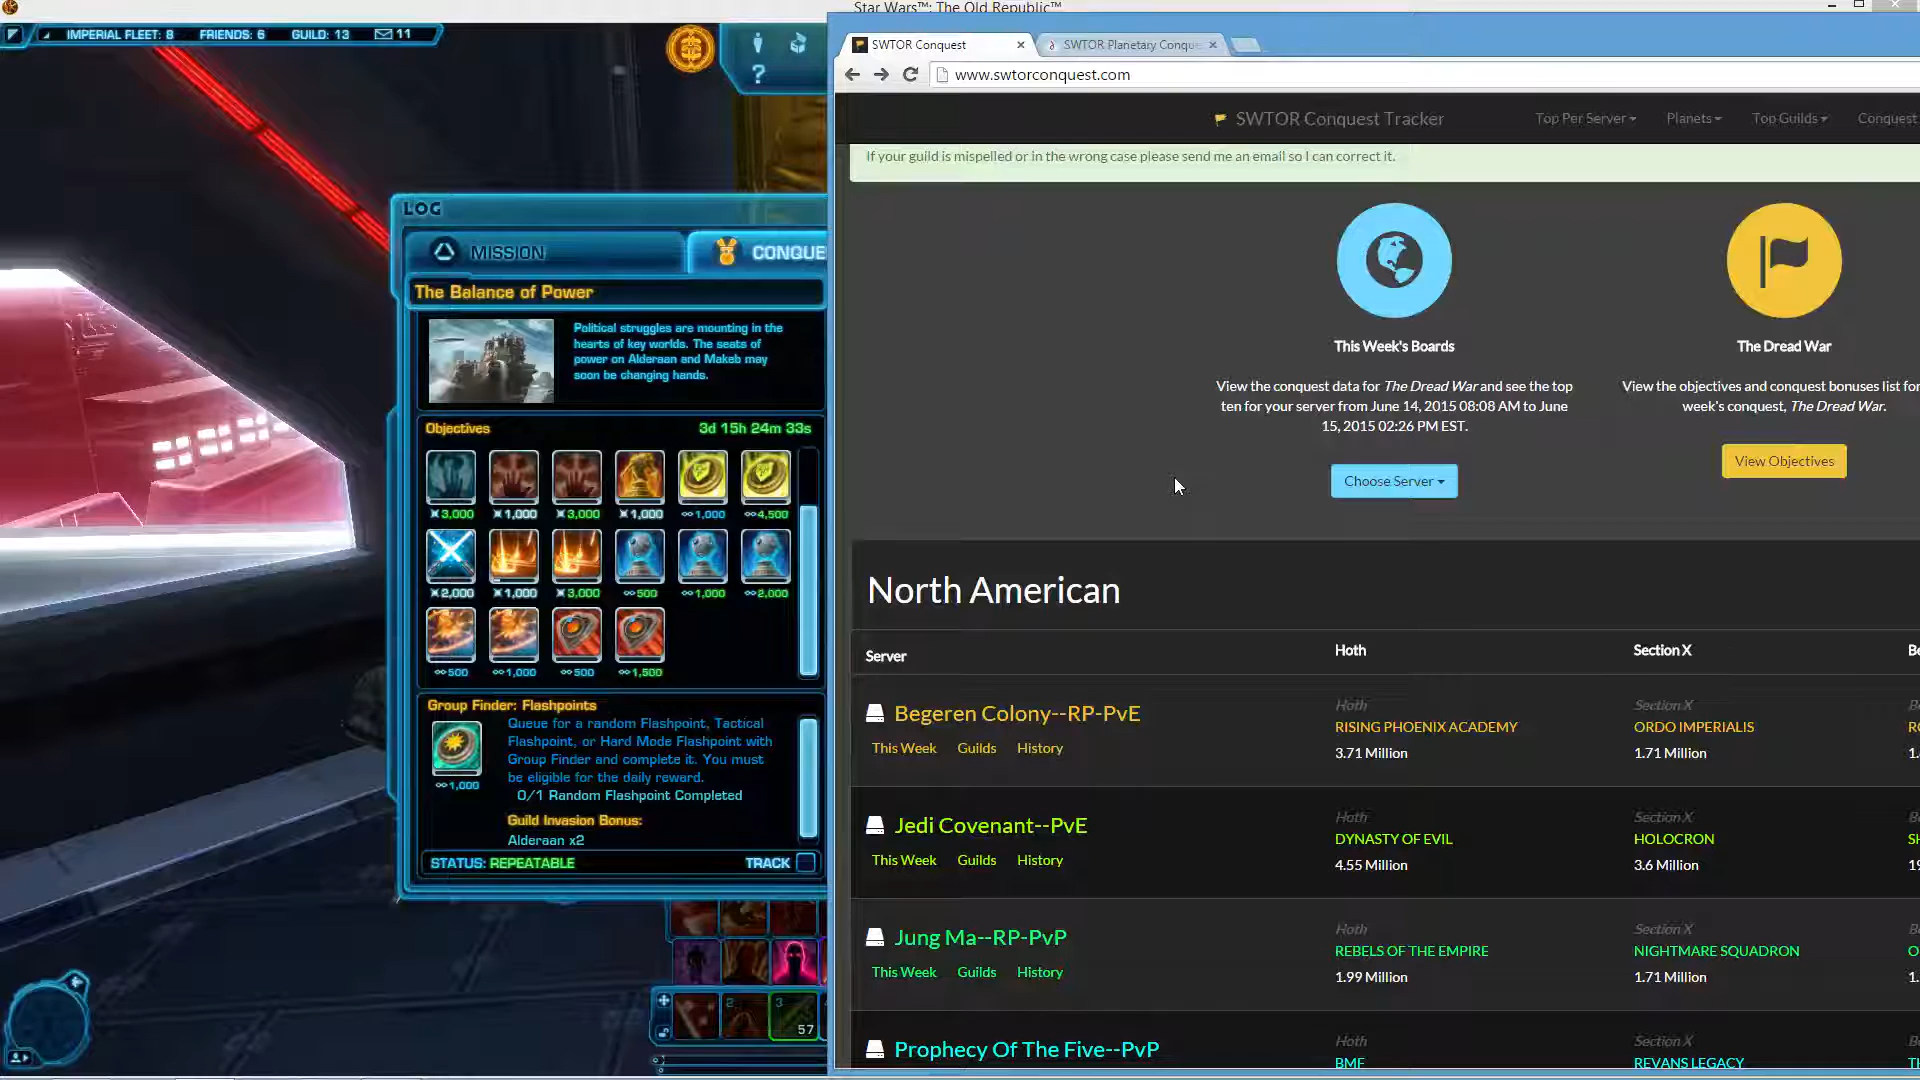 Star Wars™: The Old Republic™
IMPERIAL FLEET: 8 FRIENDS: 6 GUILD: 13 11
?
LOG
MISSION CONQUE
The Balance of Power
Political struggles are mounting in the
hearts of key worlds. The seats of
power on Alderaan and Makeb may
soon be changing hands.
Objectives 3d 15h 24m 33s
3,000 1,000 3,000 1,000 1,000 4,500
2,000 1,000 3,000 500 1,000 2,000
500 1,000 500 1,500
Group Finder: Flashpoints
Queue for a random Flashpoint, Tactical
Flashpoint, or Hard Mode Flashpoint with
Group Finder and complete it. You must
be eligible for the daily reward.
1,000
0/1 Random Flashpoint Completed
Guild Invasion Bonus:
Alderaan x2
STATUS: REPEATABLE TRACK
2 3
57
SWTOR Conquest SWTOR Planetary Conque
www.swtorconquest.com
SWTOR Conquest Tracker Top Per Server Planets Top Guilds Conquest
If your guild is mispelled or in the wrong case please send me an email so I can correct it.
This Week's Boards
View the conquest data for The Dread War and see the top
ten for your server from June 14, 2015 08:08 AM to June
15, 2015 02:26 PM EST.
Choose Server
The Dread War
View the objectives and conquest bonuses list for
week's conquest, The Dread War.
View Objectives
North American
Server Hoth Section X Be
Begeren Colony--RP-PvE
This Week Guilds History
Hoth
RISING PHOENIX ACADEMY
3.71 Million
Section X
ORDO IMPERIALIS
1.71 Million
Jedi Covenant--PvE
This Week Guilds History
Hoth
DYNASTY OF EVIL
4.55 Million
Section X
HOLOCRON
3.6 Million
Jung Ma--RP-PvP
This Week Guilds History
Hoth
REBELS OF THE EMPIRE
1.99 Million
Section X
NIGHTMARE SQUADRON
1.71 Million
Prophecy Of The Five--PvP
Hoth
BMF
Section X
REVANS LEGACY